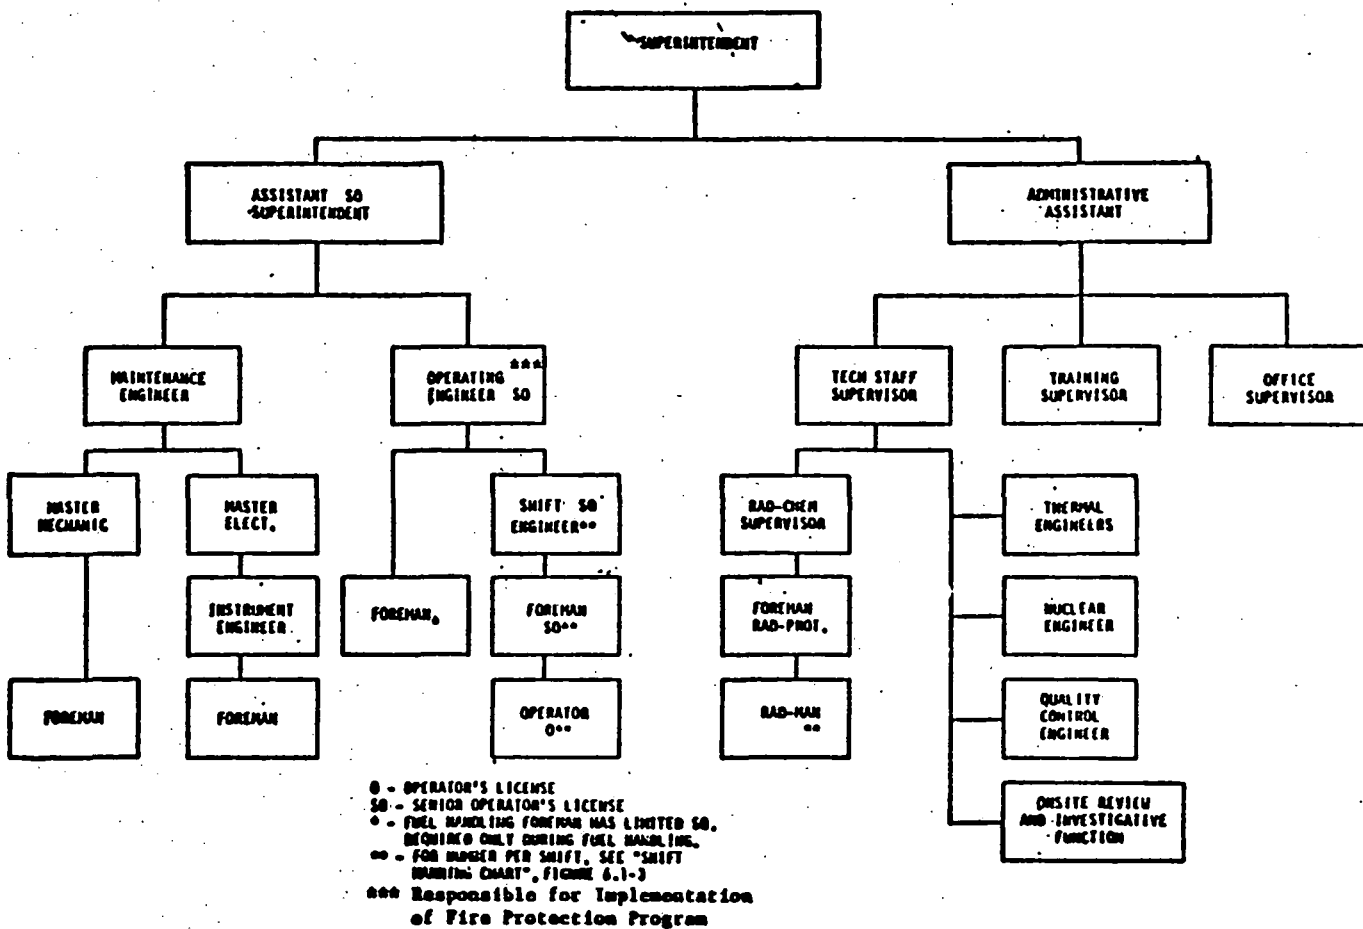 SUPERINTENDENT
ASSISTANT SO
SUPERINTENDENT
ADMINISTRATIVE
ASSISTANT
MAINTENANCE
ENGINEER
OPERATING ***
ENGINEER SO
TECH STAFF
SUPERVISOR
TRAINING
SUPERVISOR
OFFICE
SUPERVISOR
MASTER
MECHANIC
MASTER
ELECT.
SHIFT SO
ENGINEER**
RAD-CHEM
SUPERVISOR
THERMAL
ENGINEERS
INSTRUMENT
ENGINEER
FOREMAN*
FOREMAN
SO**
FOREMAN
RAD-PROT.
NUCLEAR
ENGINEER
FOREMAN
FOREMAN
OPERATOR
O**
RAD-MAN
**
QUALITY
CONTROL
ENGINEER
ONSITE REVIEW
AND INVESTIGATIVE
FUNCTION
O - OPERATOR'S LICENSE
SO - SENIOR OPERATOR'S LICENSE
* - FUEL HANDLING FOREMAN HAS LIMITED SO.
REQUIRED ONLY DURING FUEL HANDLING.
** - FOR NUMBER PER SHIFT, SEE "SHIFT
MANNING CHART", FIGURE 6.1-3
*** Responsible for Implementation
of Fire Protection Program